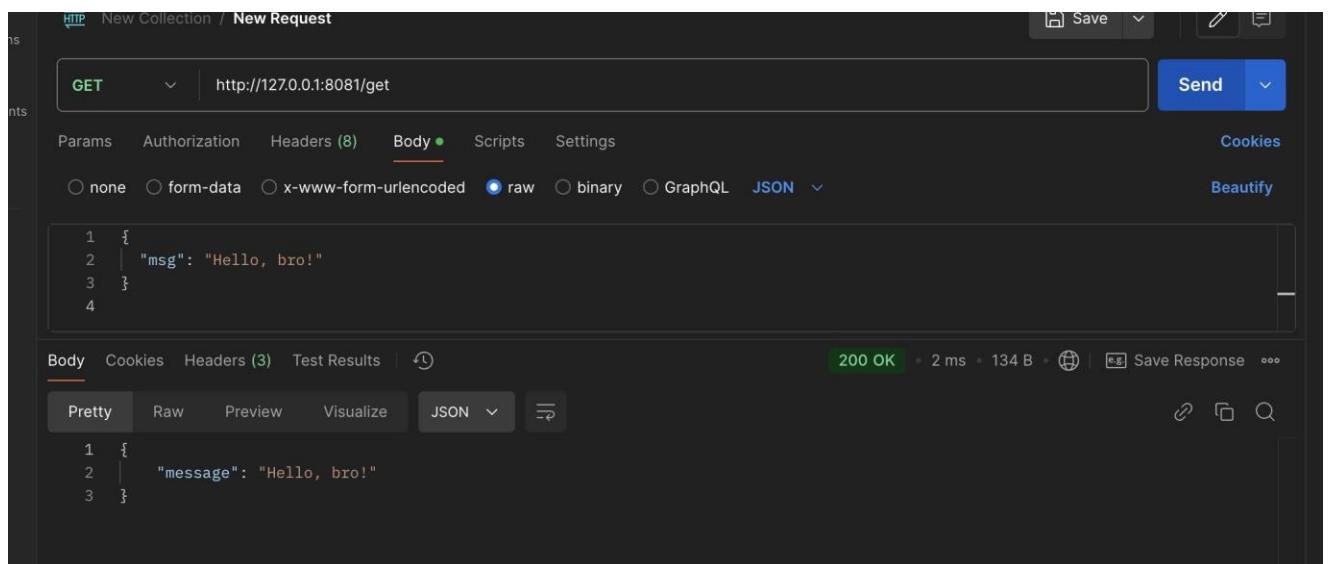 HTTP New Collection / New Request Save
ns
GET http://127.0.0.1:8081/get Send
nts
Params Authorization Headers (8) Body Scripts Settings Cookies
none form-data x-www-form-urlencoded raw binary GraphQL JSON Beautify
1 {
2 "msg": "Hello, bro!"
3 }
4
Body Cookies Headers (3) Test Results 200 OK 2 ms 134 B e.g. Save Response
Pretty Raw Preview Visualize JSON
1 {
2 "message": "Hello, bro!"
3 }